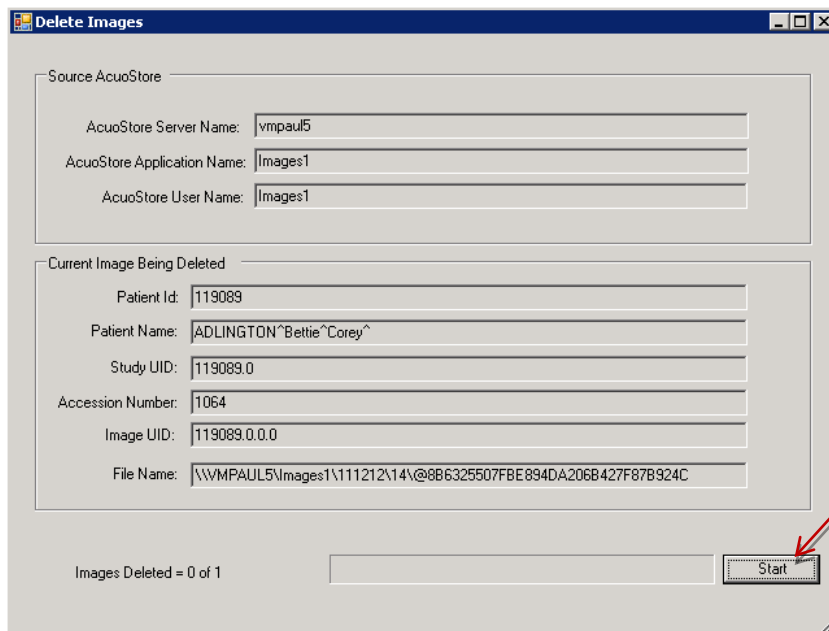 Delete Images
Source AcuoStore
AcuoStore Server Name: vmpaul5
AcuoStore Application Name: Images1
AcuoStore User Name: Images1
Current Image Being Deleted
Patient Id: 119089
Patient Name: ADLINGTON^Bettie^Corey^
Study UID: 119089.0
Accession Number: 1064
Image UID: 119089.0.0.0
File Name: \\VMPAUL5\Images1\111212\14\@8B6325507FBE894DA206B427F87B924C
Images Deleted = 0 of 1 Start